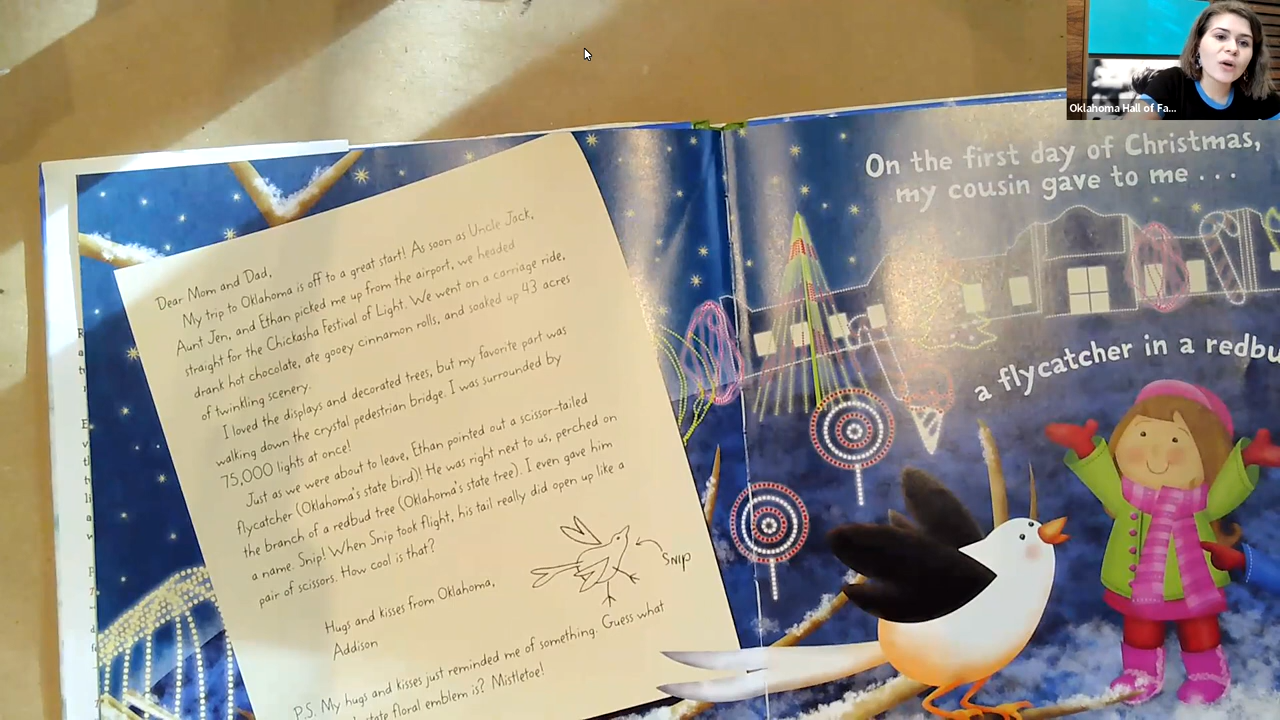 Oklahoma Hall of Fa...
Dear Mom and Dad,
My trip to Oklahoma is off to a great start! As soon as Uncle Jack,
Aunt Jen, and Ethan picked me up from the airport, we headed
straight for the Chickasha Festival of Light. We went on a carriage ride,
drank hot chocolate, ate gooey cinnamon rolls, and soaked up 43 acres
of twinkling scenery.
I loved the displays and decorated trees, but my favorite part was
walking down the crystal pedestrian bridge. I was surrounded by
75,000 lights at once!
Just as we were about to leave, Ethan pointed out a scissor-tailed
flycatcher (Oklahoma's state bird)! He was right next to us, perched on
the branch of a redbud tree (Oklahoma's state tree). I even gave him
a name. Snip! When Snip took flight, his tail really did open up like a
pair of scissors. How cool is that?
SNIP
Hugs and kisses from Oklahoma,
Addison
P.S. My hugs and kisses just reminded me of something. Guess what
state floral emblem is? Mistletoe!
On the first day of Christmas,
my cousin gave to me . . .
a flycatcher in a redbu